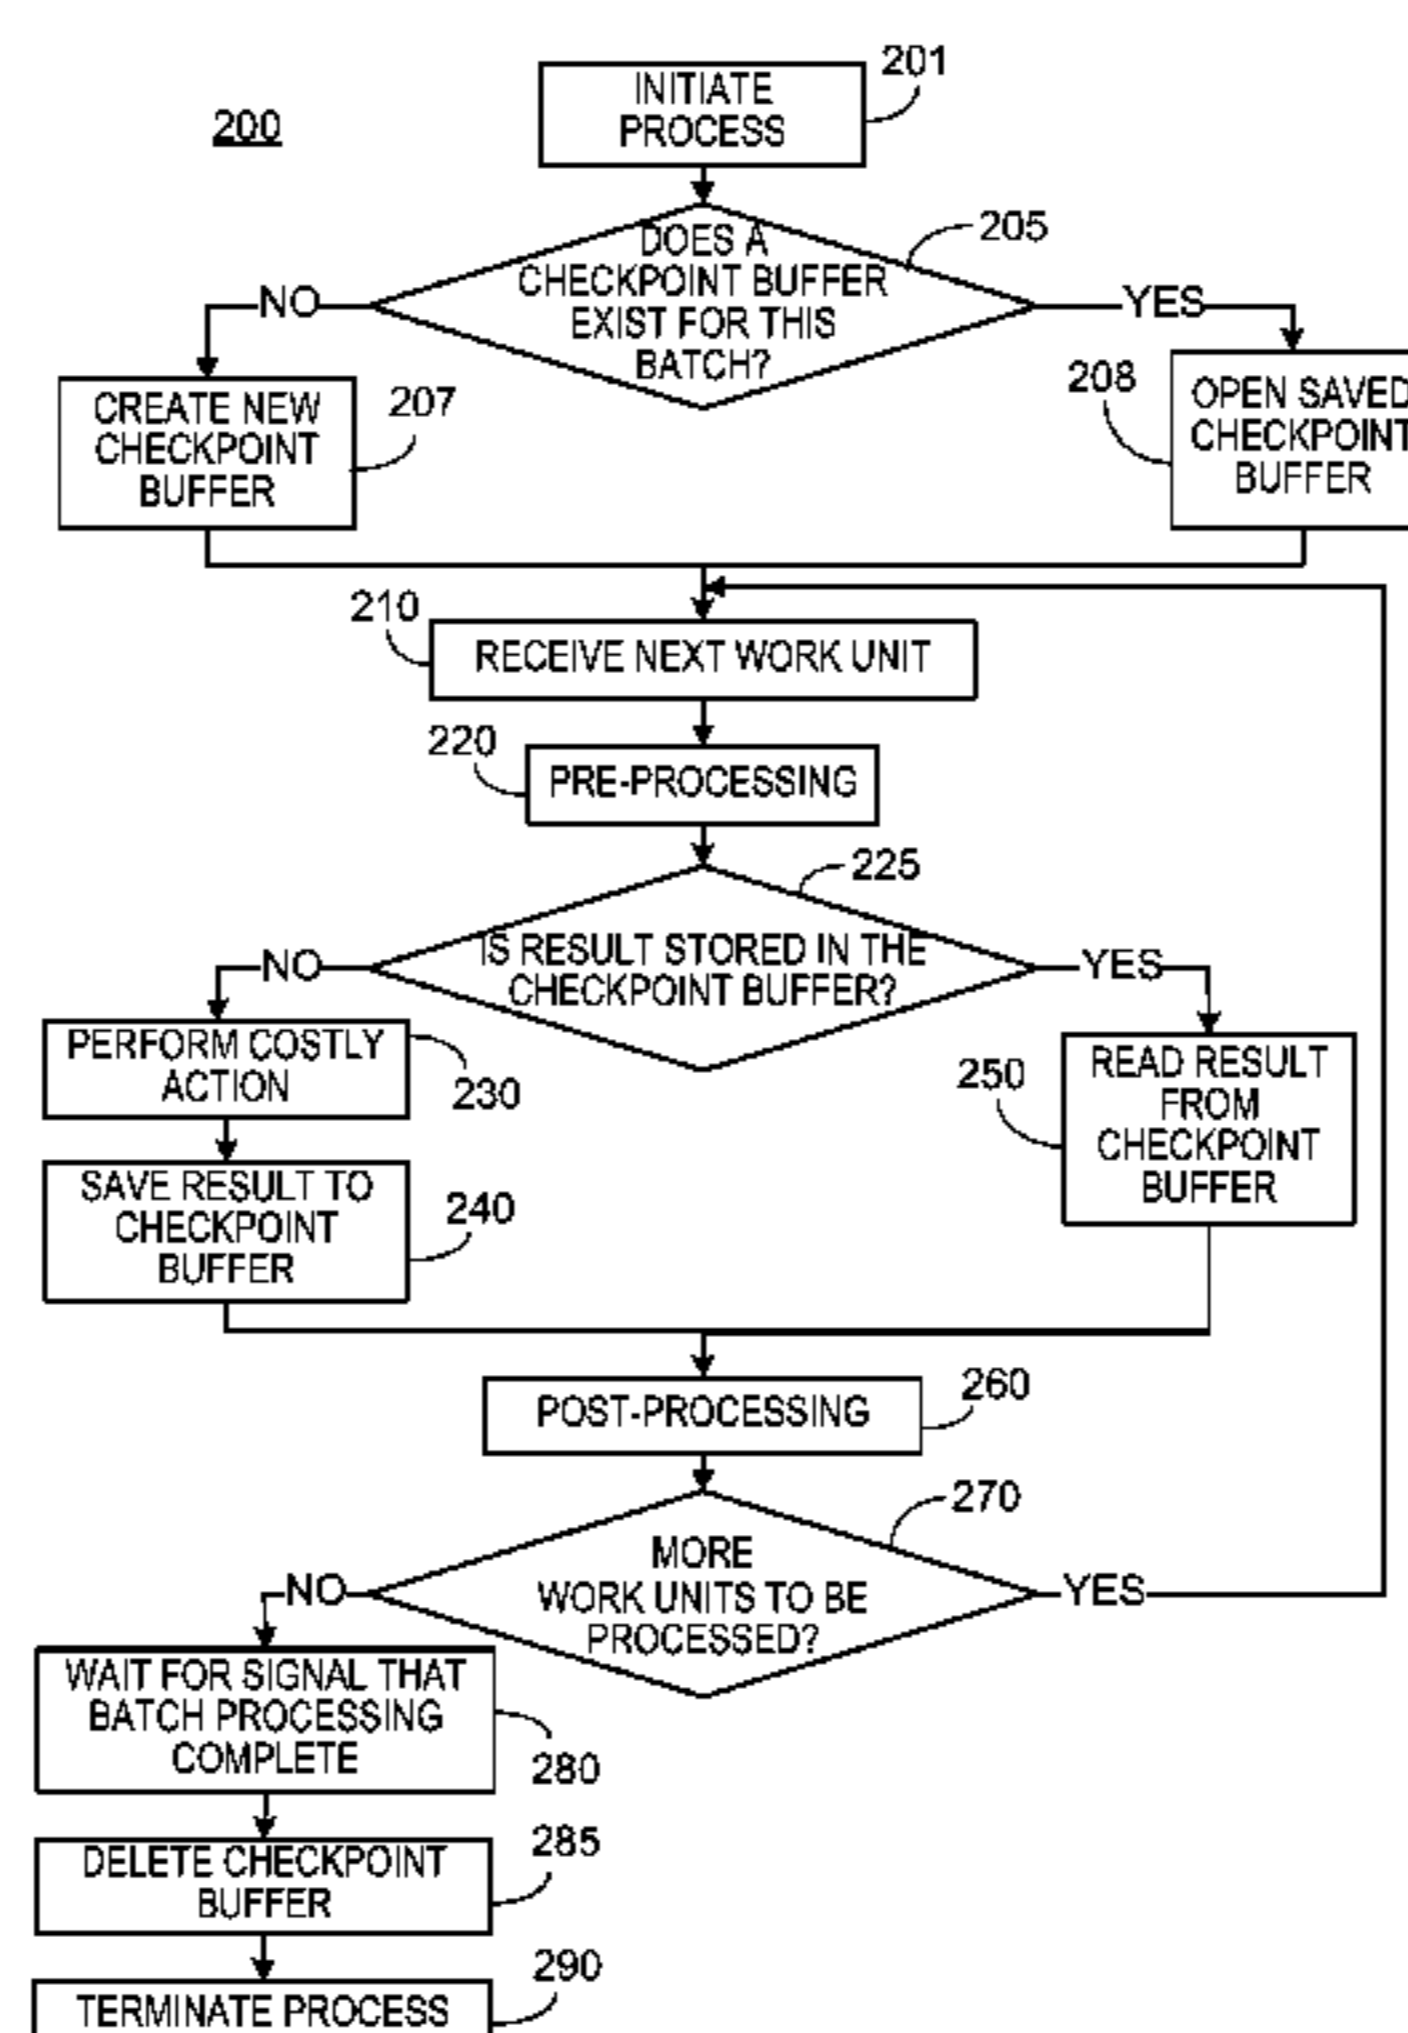 200
INITIATE
PROCESS
201
DOES A
CHECKPOINT BUFFER
EXIST FOR THIS
BATCH?
205
NO
YES
CREATE NEW
CHECKPOINT
BUFFER
207
208
OPEN SAVED
CHECKPOINT
BUFFER
210
RECEIVE NEXT WORK UNIT
220
PRE-PROCESSING
225
IS RESULT STORED IN THE
CHECKPOINT BUFFER?
NO
YES
PERFORM COSTLY
ACTION
230
SAVE RESULT TO
CHECKPOINT
BUFFER
240
250
READ RESULT
FROM
CHECKPOINT
BUFFER
POST-PROCESSING
260
270
MORE
WORK UNITS TO BE
PROCESSED?
NO
YES
WAIT FOR SIGNAL THAT
BATCH PROCESSING
COMPLETE
280
DELETE CHECKPOINT
BUFFER
285
TERMINATE PROCESS
290